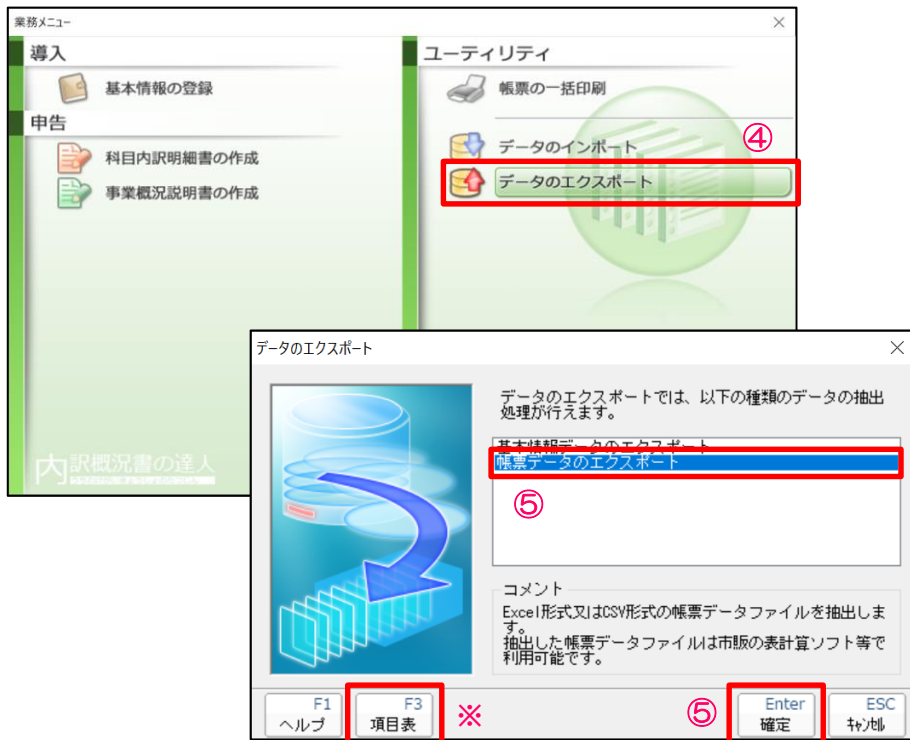 業務メニュー
導入
基本情報の登録
申告
科目内訳明細書の作成
事業概況説明書の作成
ユーティリティ
帳票の一括印刷
データのインポート
④
データのエクスポート
内訳概況書の達人
データのエクスポート
データのエクスポートでは、以下の種類のデータの抽出
処理が行えます。
基本情報データのエクスポート
帳票データのエクスポート
⑤
コメント
Excel形式又はCSV形式の帳票データファイルを抽出しま
す。
抽出した帳票データファイルは市販の表計算ソフト等で
利用可能です。
F1
ヘルプ
F3
項目表
※
⑤
Enter
確定
ESC
キャンセル